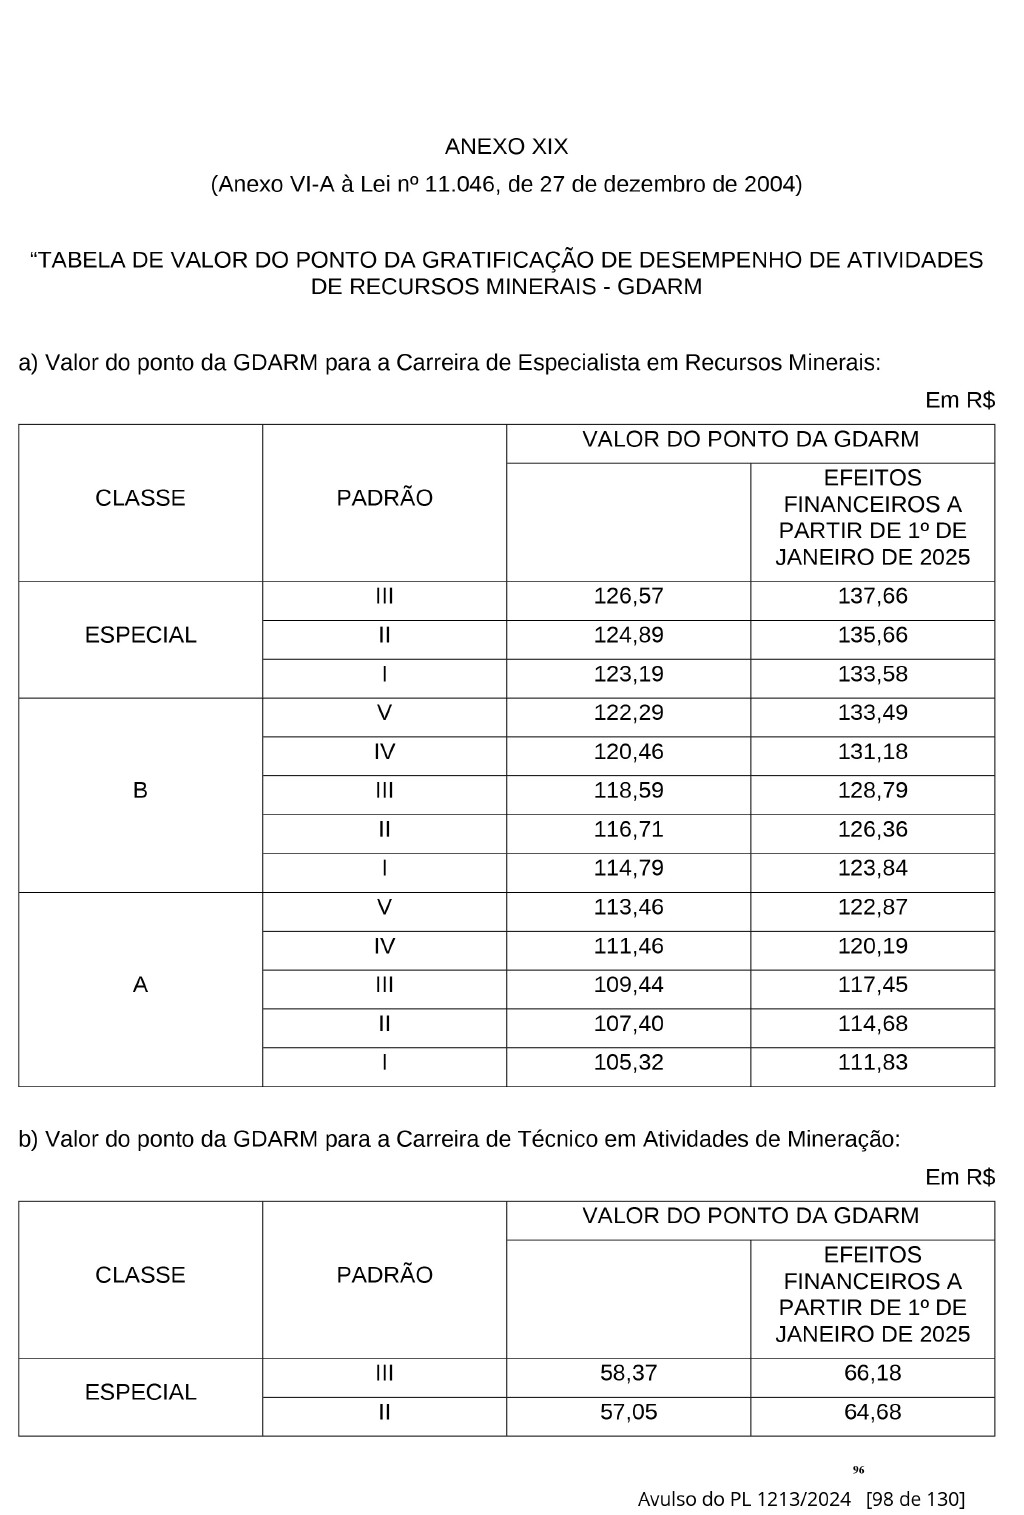 ANEXO XIX
(Anexo VI-A à Lei nº 11.046, de 27 de dezembro de 2004)
“TABELA DE VALOR DO PONTO DA GRATIFICAÇÃO DE DESEMPENHO DE ATIVIDADES
DE RECURSOS MINERAIS - GDARM
a) Valor do ponto da GDARM para a Carreira de Especialista em Recursos Minerais:
Em R$
CLASSE PADRÃO VALOR DO PONTO DA GDARM
EFEITOS
FINANCEIROS A
PARTIR DE 1º DE
JANEIRO DE 2025
ESPECIAL III 126,57 137,66
II 124,89 135,66
I 123,19 133,58
B V 122,29 133,49
IV 120,46 131,18
III 118,59 128,79
II 116,71 126,36
I 114,79 123,84
A V 113,46 122,87
IV 111,46 120,19
III 109,44 117,45
II 107,40 114,68
I 105,32 111,83
b) Valor do ponto da GDARM para a Carreira de Técnico em Atividades de Mineração:
Em R$
CLASSE PADRÃO VALOR DO PONTO DA GDARM
EFEITOS
FINANCEIROS A
PARTIR DE 1º DE
JANEIRO DE 2025
ESPECIAL III 58,37 66,18
II 57,05 64,68
96
Avulso do PL 1213/2024 [98 de 130]